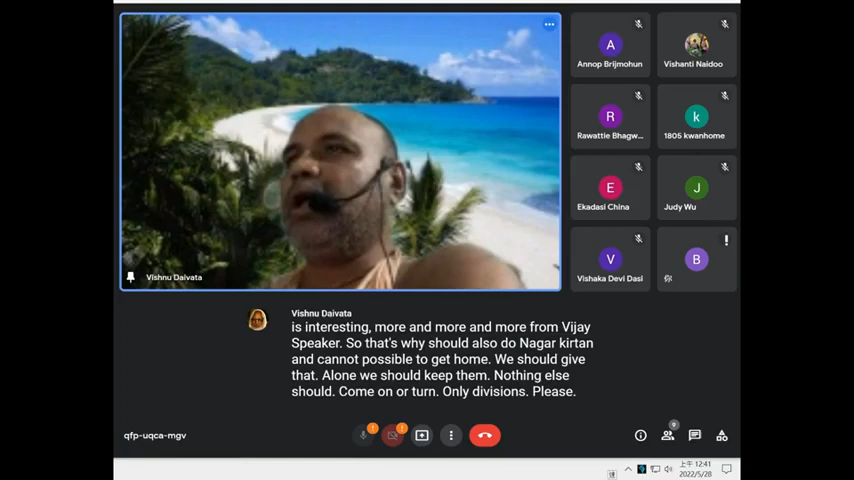 A
Annop Brijmohun
Vishanti Naidoo
R
Rawattie Bhagw...
k
1805 kwanhome
E
Ekadasi China
J
Judy Wu
V
Vishaka Devi Dasi
B
你
Vishnu Daivata
Vishnu Daivata
is interesting, more and more and more from Vijay
Speaker. So that's why should also do Nagar kirtan
and cannot possible to get home. We should give
that. Alone we should keep them. Nothing else
should. Come on or turn. Only divisions. Please.
qfp-uqca-mgv
9
上午 12:41
2022/5/28